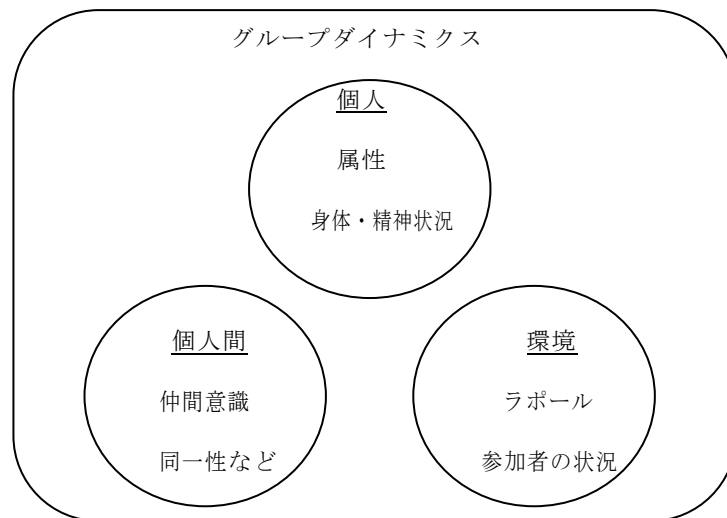 グループダイナミクス
個人
属性
身体・精神状況
個人間
仲間意識
同一性など
環境
ラポール
参加者の状況